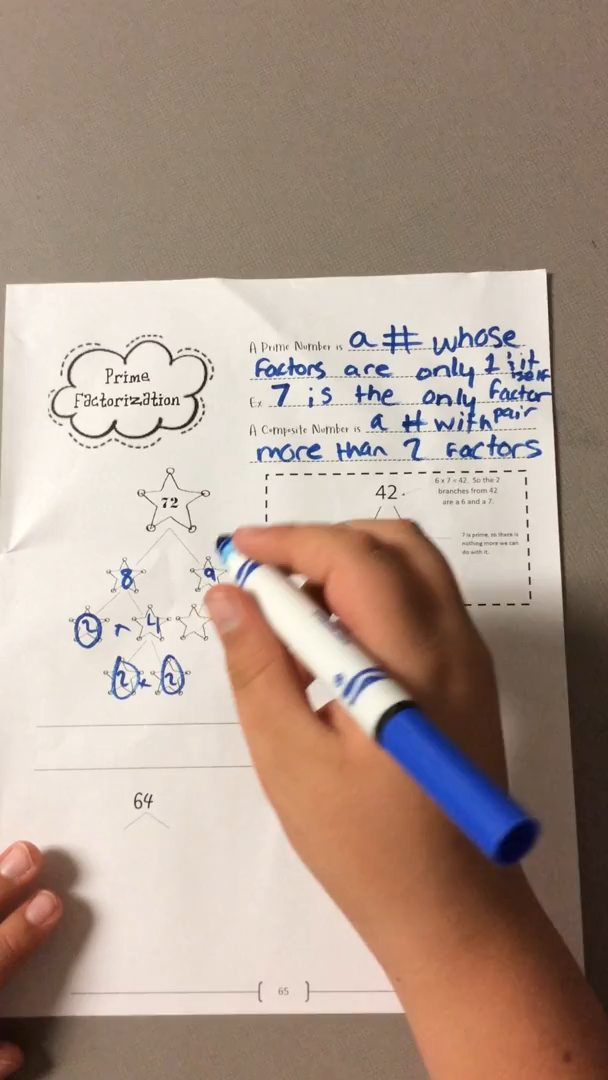 Prime
Factorization
A Prime Number is a # whose
Factors are only 1 & it
self
Ex 7 is the only factor
pair
A Composite Number is a # with
more than 2 factors
72
8 9
2 × 4
2 × 2
42
6 x 7 = 42. So the 2
branches from 42
are a 6 and a 7.
7 is prime, so there is
nothing more we can
do with it.
64
65